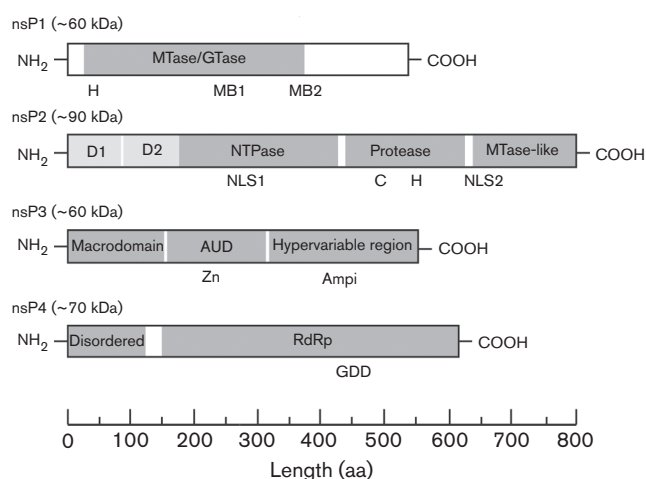 nsP1 (~60 kDa)
NH2 MTase/GTase COOH
H MB1 MB2
nsP2 (~90 kDa)
NH2 D1 D2 NTPase Protease MTase-like COOH
NLS1 C H NLS2
nsP3 (~60 kDa)
NH2 Macrodomain AUD Hypervariable region COOH
Zn Ampi
nsP4 (~70 kDa)
NH2 Disordered RdRp COOH
GDD
0 100 200 300 400 500 600 700 800
Length (aa)